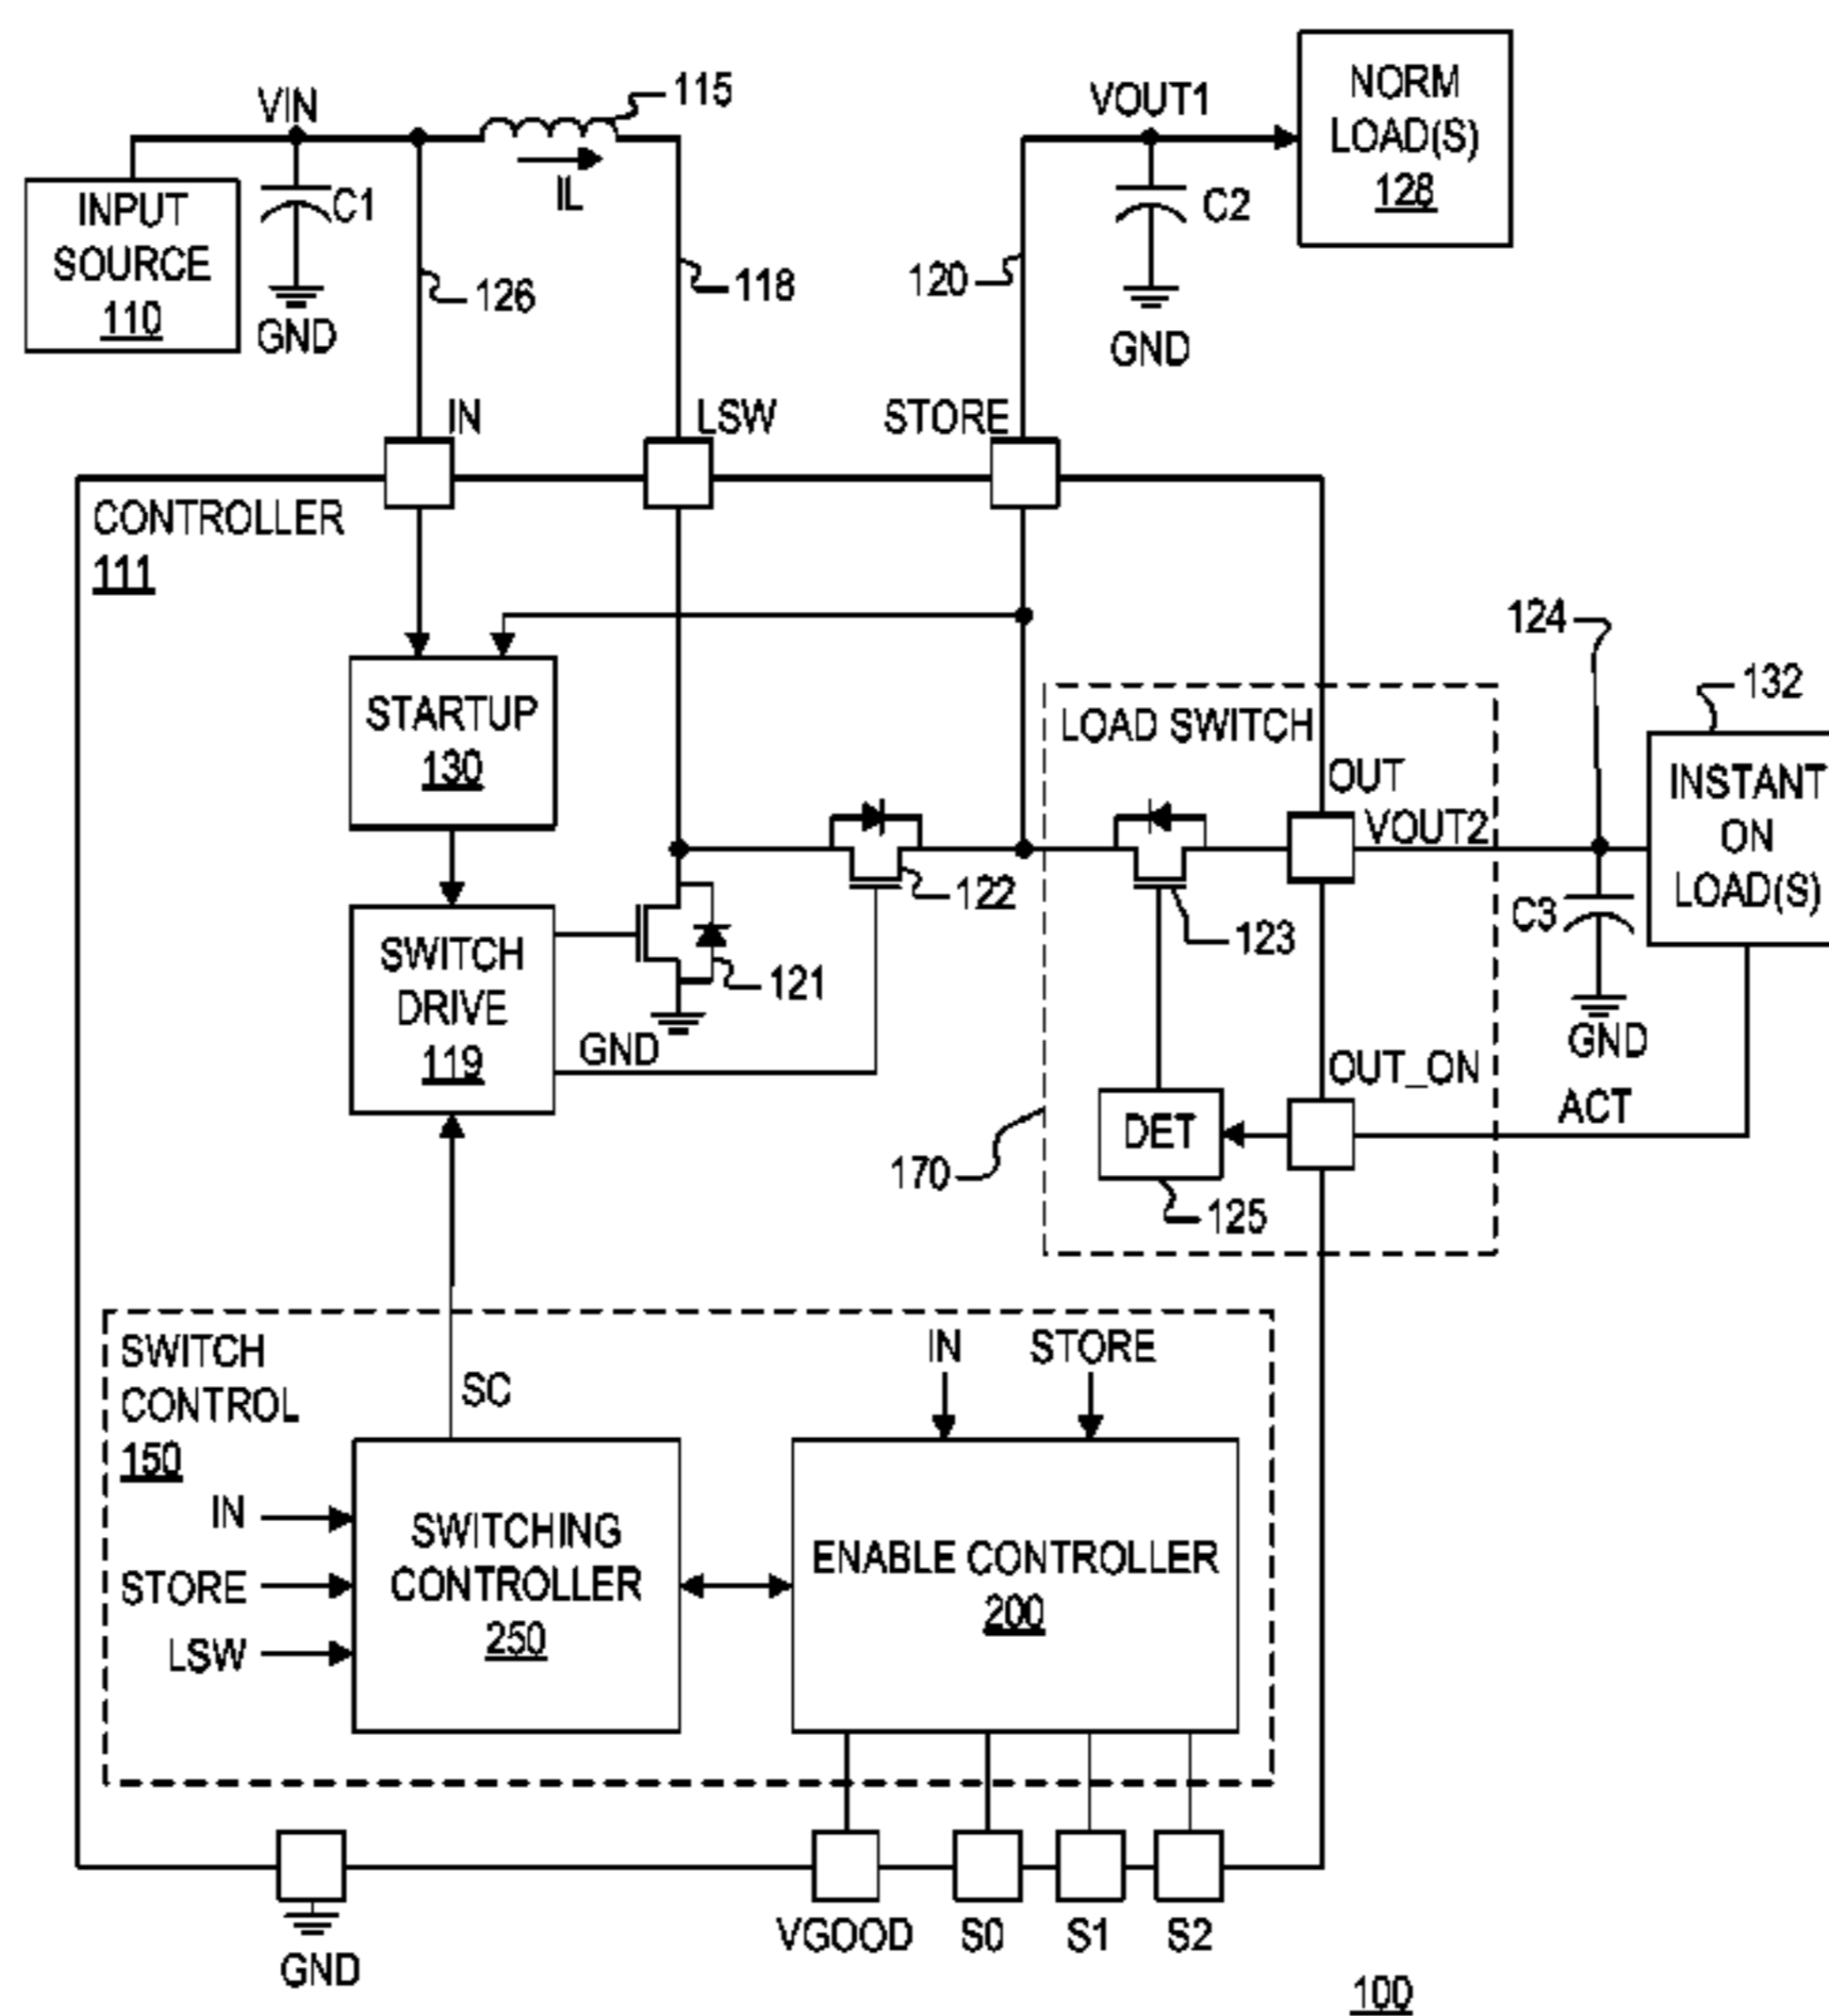 VIN
115
VOUT1
NORM
LOAD(S)
128
INPUT
SOURCE
110
C1
IL
C2
GND
126
118
120
GND
IN
LSW
STORE
CONTROLLER
111
124
132
STARTUP
130
LOAD SWITCH
OUT
VOUT2
INSTANT
ON
LOAD(S)
122
123
C3
SWITCH
DRIVE
119
121
GND
GND
OUT_ON
ACT
DET
170
125
SWITCH
CONTROL
150
SC
IN
STORE
IN
STORE
LSW
SWITCHING
CONTROLLER
250
ENABLE CONTROLLER
200
VGOOD
S0
S1
S2
GND
100